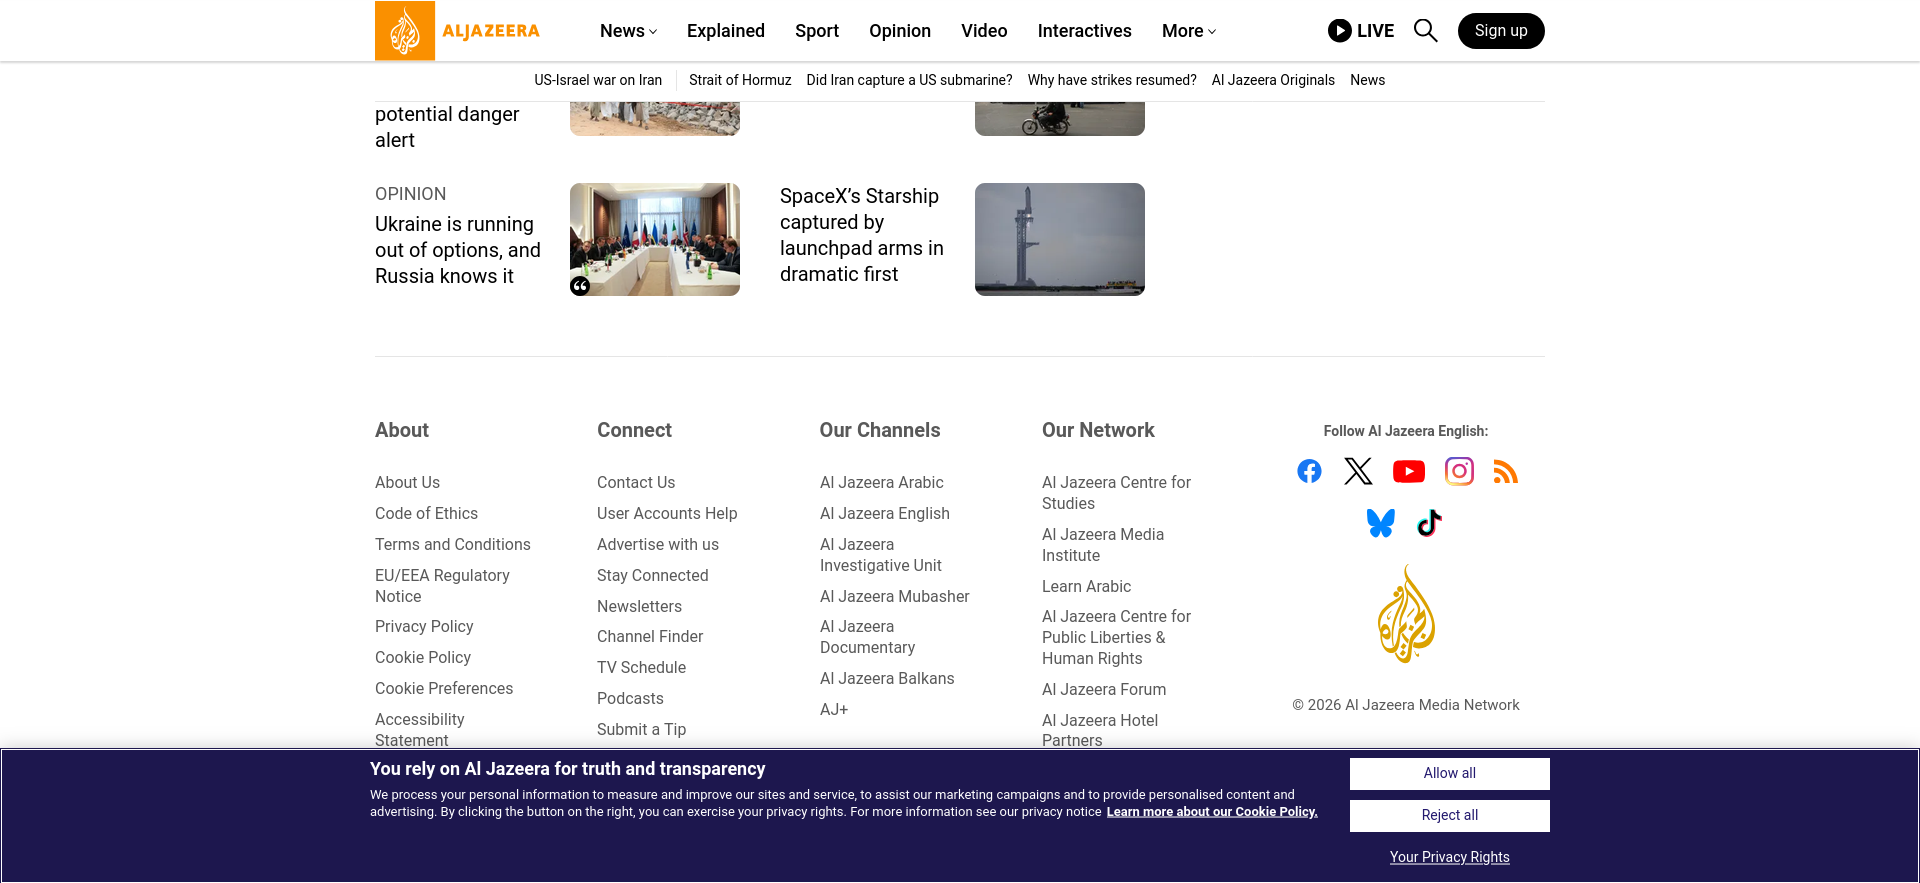 ALJAZEERA
News
Explained
Sport
Opinion
Video
Interactives
More
LIVE
Sign up
US-Israel war on Iran
Strait of Hormuz
Did Iran capture a US submarine?
Why have strikes resumed?
Al Jazeera Originals
News
potential danger
alert
OPINION
Ukraine is running
out of options, and
Russia knows it
SpaceX’s Starship
captured by
launchpad arms in
dramatic first
About
About Us
Code of Ethics
Terms and Conditions
EU/EEA Regulatory
Notice
Privacy Policy
Cookie Policy
Cookie Preferences
Accessibility
Statement
Connect
Contact Us
User Accounts Help
Advertise with us
Stay Connected
Newsletters
Channel Finder
TV Schedule
Podcasts
Submit a Tip
Our Channels
Al Jazeera Arabic
Al Jazeera English
Al Jazeera
Investigative Unit
Al Jazeera Mubasher
Al Jazeera
Documentary
Al Jazeera Balkans
AJ+
Our Network
Al Jazeera Centre for
Studies
Al Jazeera Media
Institute
Learn Arabic
Al Jazeera Centre for
Public Liberties &
Human Rights
Al Jazeera Forum
Al Jazeera Hotel
Partners
Follow Al Jazeera English:
© 2026 Al Jazeera Media Network
You rely on Al Jazeera for truth and transparency
We process your personal information to measure and improve our sites and service, to assist our marketing campaigns and to provide personalised content and
advertising. By clicking the button on the right, you can exercise your privacy rights. For more information see our privacy notice Learn more about our Cookie Policy.
Allow all
Reject all
Your Privacy Rights